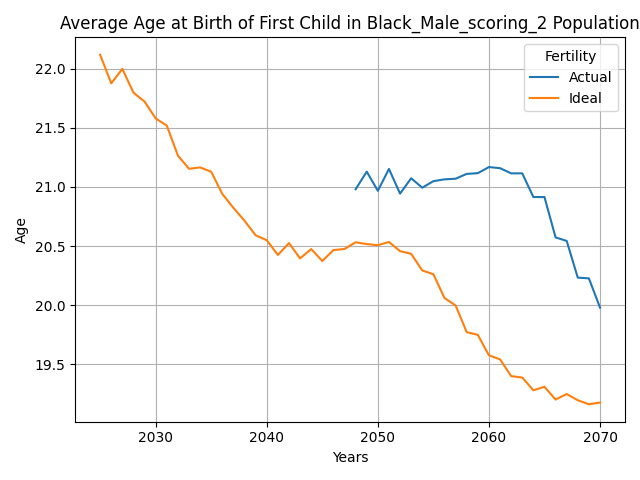 Average Age at Birth of First Child in Black_Male_scoring_2 Population
Fertility
Actual
Ideal
22.0
21.5
21.0
20.5
20.0
19.5
Age
2030 2040 2050 2060 2070
Years